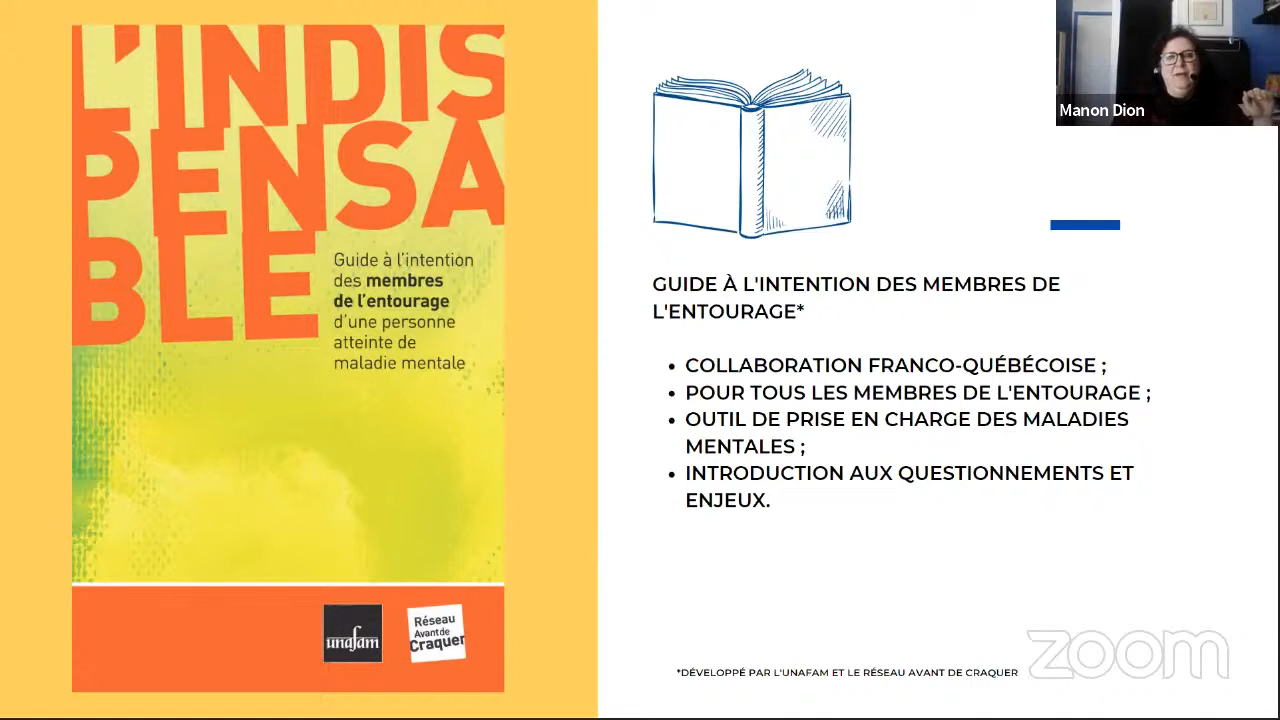 L'INDIS
PENSA
BLE
Guide à l'intention
des membres
de l'entourage
d'une personne
atteinte de
maladie mentale
unafam
Réseau
Avant de
Craquer
Manon Dion
GUIDE À L'INTENTION DES MEMBRES DE
L'ENTOURAGE*
• COLLABORATION FRANCO-QUÉBÉCOISE ;
• POUR TOUS LES MEMBRES DE L'ENTOURAGE ;
• OUTIL DE PRISE EN CHARGE DES MALADIES
MENTALES ;
• INTRODUCTION AUX QUESTIONNEMENTS ET
ENJEUX.
*DÉVELOPPÉ PAR L'UNAFAM ET LE RÉSEAU AVANT DE CRAQUER
zoom